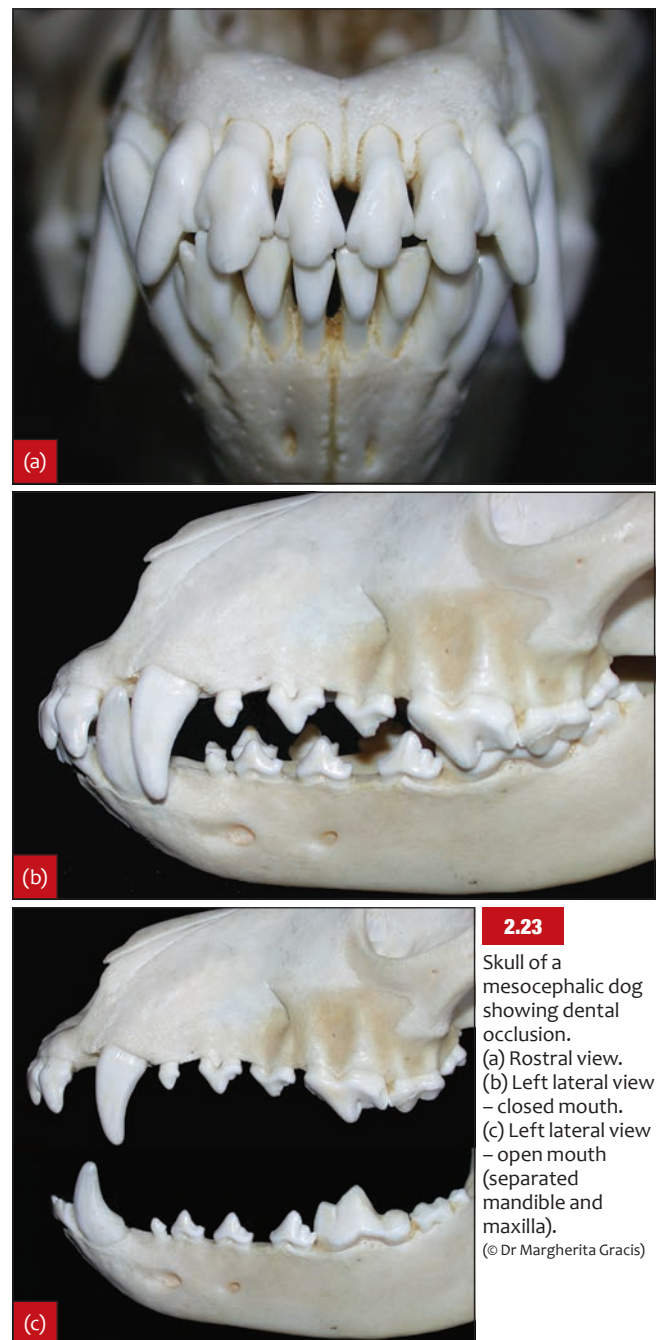 (a)
(b)
(c)
2.23
Skull of a
mesocephalic dog
showing dental
occlusion.
(a) Rostral view.
(b) Left lateral view
– closed mouth.
(c) Left lateral view
– open mouth
(separated
mandible and
maxilla).
(© Dr Margherita Gracis)